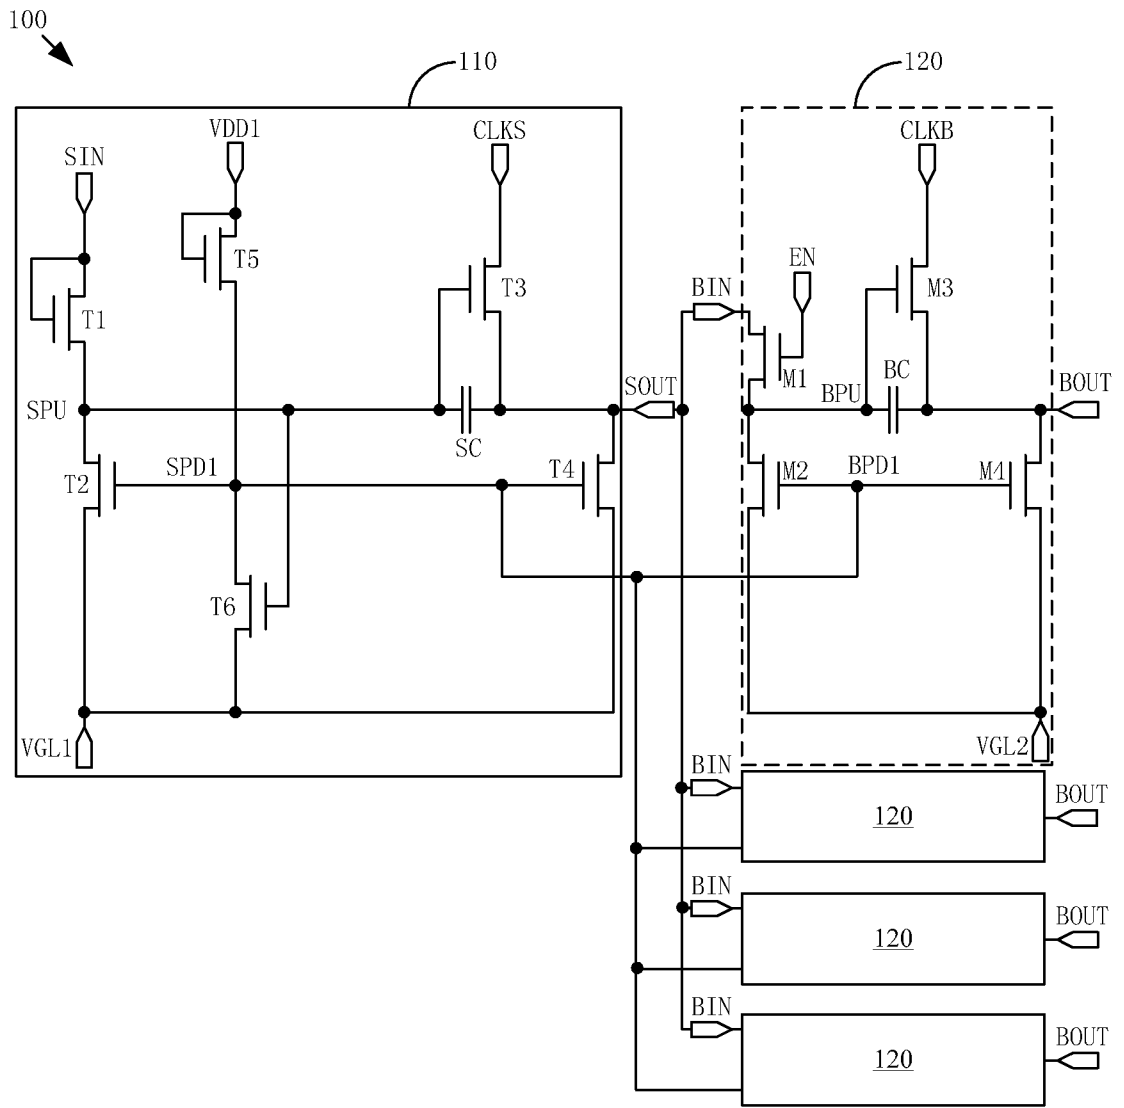 100
110
120
VDD1
CLKS
CLKB
SIN
T5
EN
T3
BIN
M3
T1
M1
BC
SPU
SOUT
BPU
BOUT
SC
T2
SPD1
T4
M2
BPD1
M4
T6
VGL1
VGL2
BIN
120
BOUT
BIN
120
BOUT
BIN
120
BOUT